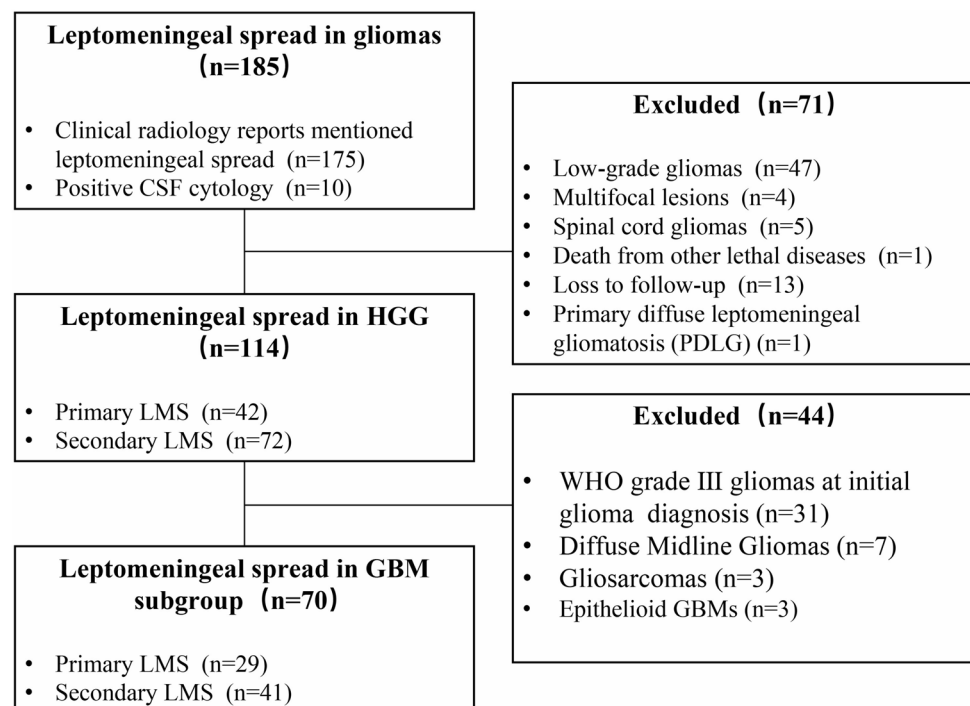 Leptomeningeal spread in gliomas
(n=185)
• Clinical radiology reports mentioned
leptomeningeal spread (n=175)
• Positive CSF cytology (n=10)
Excluded (n=71)
• Low-grade gliomas (n=47)
• Multifocal lesions (n=4)
• Spinal cord gliomas (n=5)
• Death from other lethal diseases (n=1)
• Loss to follow-up (n=13)
• Primary diffuse leptomeningeal
gliomatosis (PDLG) (n=1)
Leptomeningeal spread in HGG
(n=114)
• Primary LMS (n=42)
• Secondary LMS (n=72)
Excluded (n=44)
• WHO grade III gliomas at initial
glioma diagnosis (n=31)
• Diffuse Midline Gliomas (n=7)
• Gliosarcomas (n=3)
• Epithelioid GBMs (n=3)
Leptomeningeal spread in GBM
subgroup (n=70)
• Primary LMS (n=29)
• Secondary LMS (n=41)